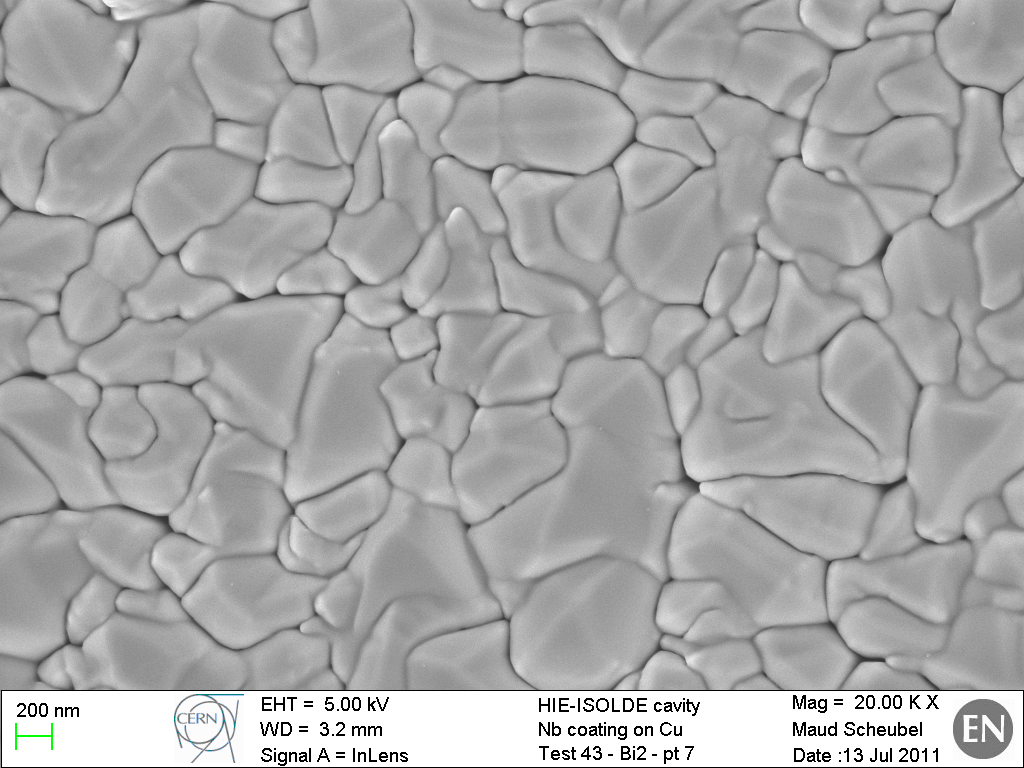 200 nm
CERN
EHT = 5.00 kV
WD = 3.2 mm
Signal A = InLens
HIE-ISOLDE cavity
Nb coating on Cu
Test 43 - Bi2 - pt 7
Mag = 20.00 K X
Maud Scheubel
Date :13 Jul 2011
EN